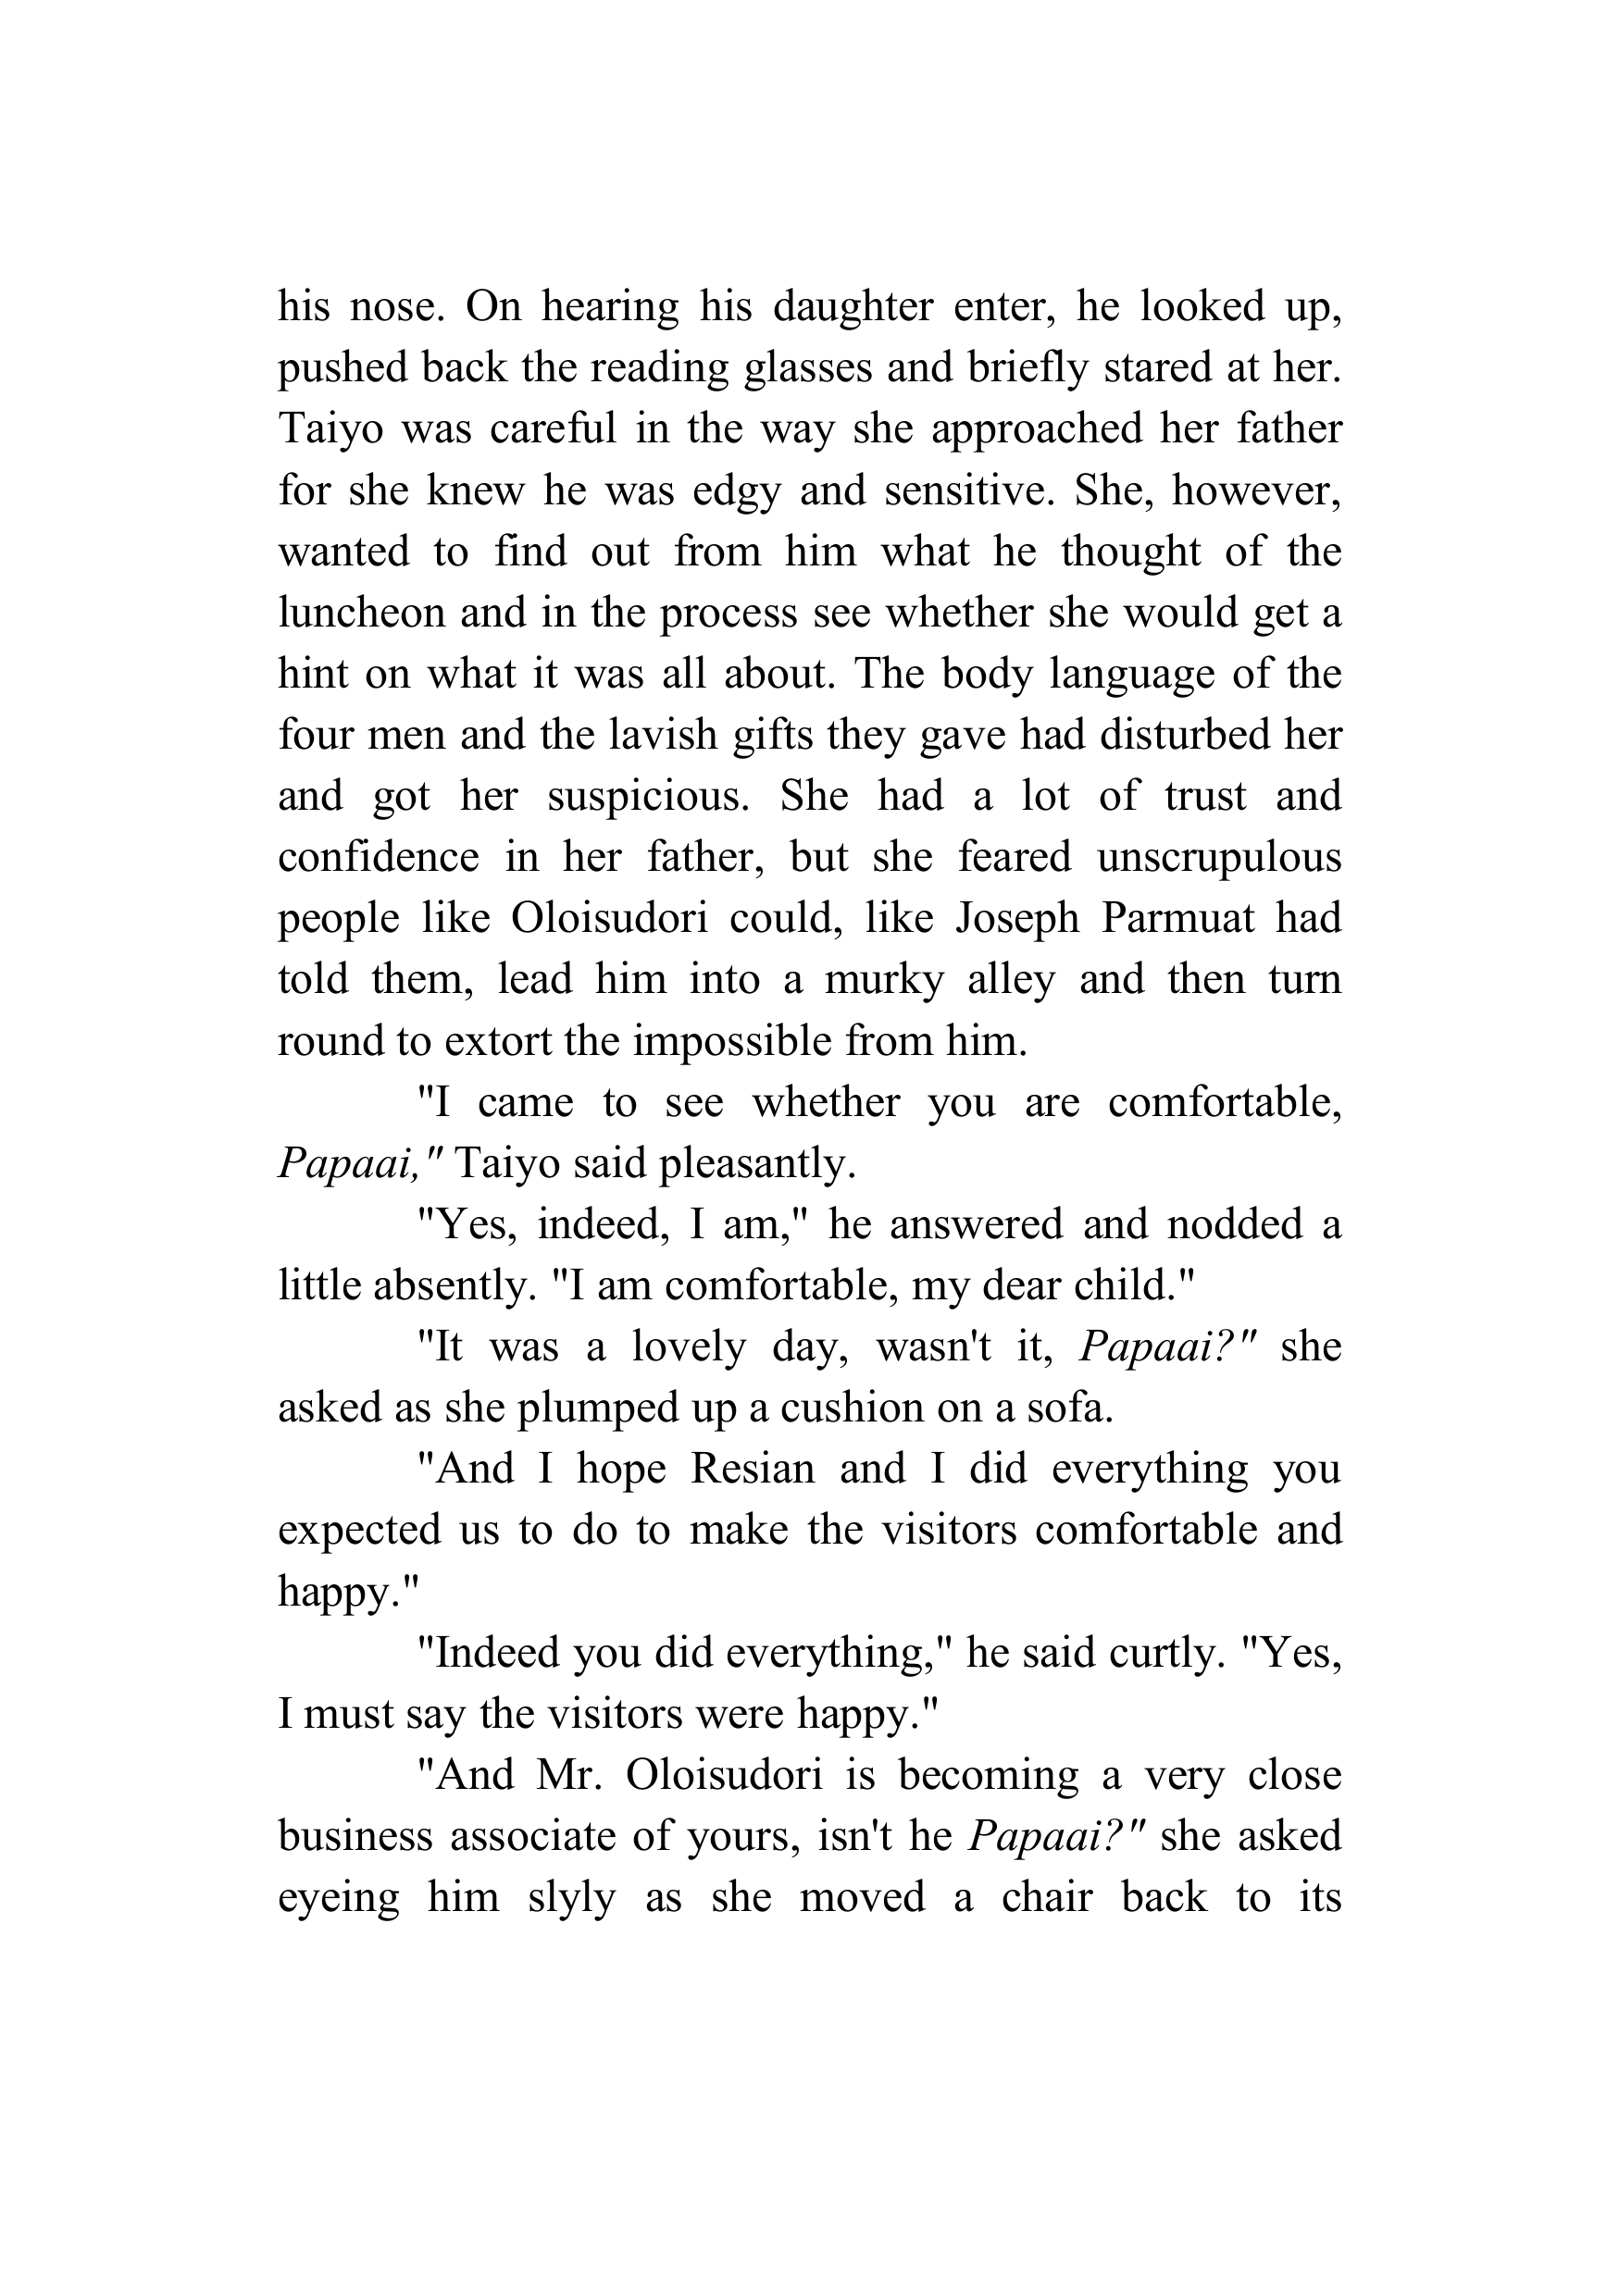 his nose. On hearing his daughter enter, he looked up,
pushed back the reading glasses and briefly stared at her.
Taiyo was careful in the way she approached her father
for she knew he was edgy and sensitive. She, however,
wanted to find out from him what he thought of the
luncheon and in the process see whether she would get a
hint on what it was all about. The body language of the
four men and the lavish gifts they gave had disturbed her
and got her suspicious. She had a lot of trust and
confidence in her father, but she feared unscrupulous
people like Oloisudori could, like Joseph Parmuat had
told them, lead him into a murky alley and then turn
round to extort the impossible from him.
"I came to see whether you are comfortable,
Papaai," Taiyo said pleasantly.
"Yes, indeed, I am," he answered and nodded a
little absently. "I am comfortable, my dear child."
"It was a lovely day, wasn't it, Papaai?" she
asked as she plumped up a cushion on a sofa.
"And I hope Resian and I did everything you
expected us to do to make the visitors comfortable and
happy."
"Indeed you did everything," he said curtly. "Yes,
I must say the visitors were happy."
"And Mr. Oloisudori is becoming a very close
business associate of yours, isn't he Papaai?" she asked
eyeing him slyly as she moved a chair back to its